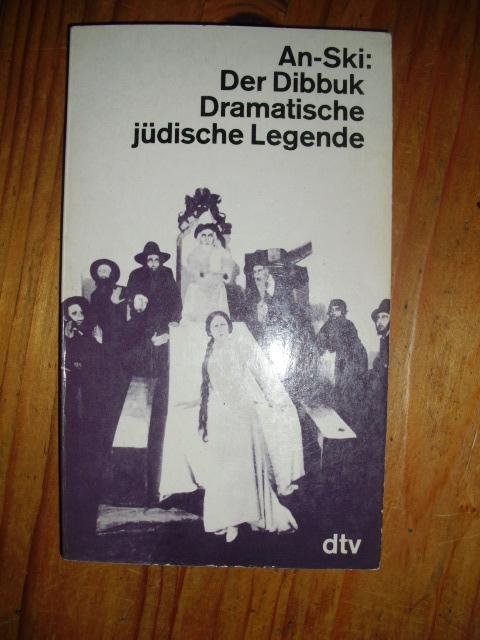 An-Ski:
Der Dibbuk
Dramatische
jüdische Legende
dtv